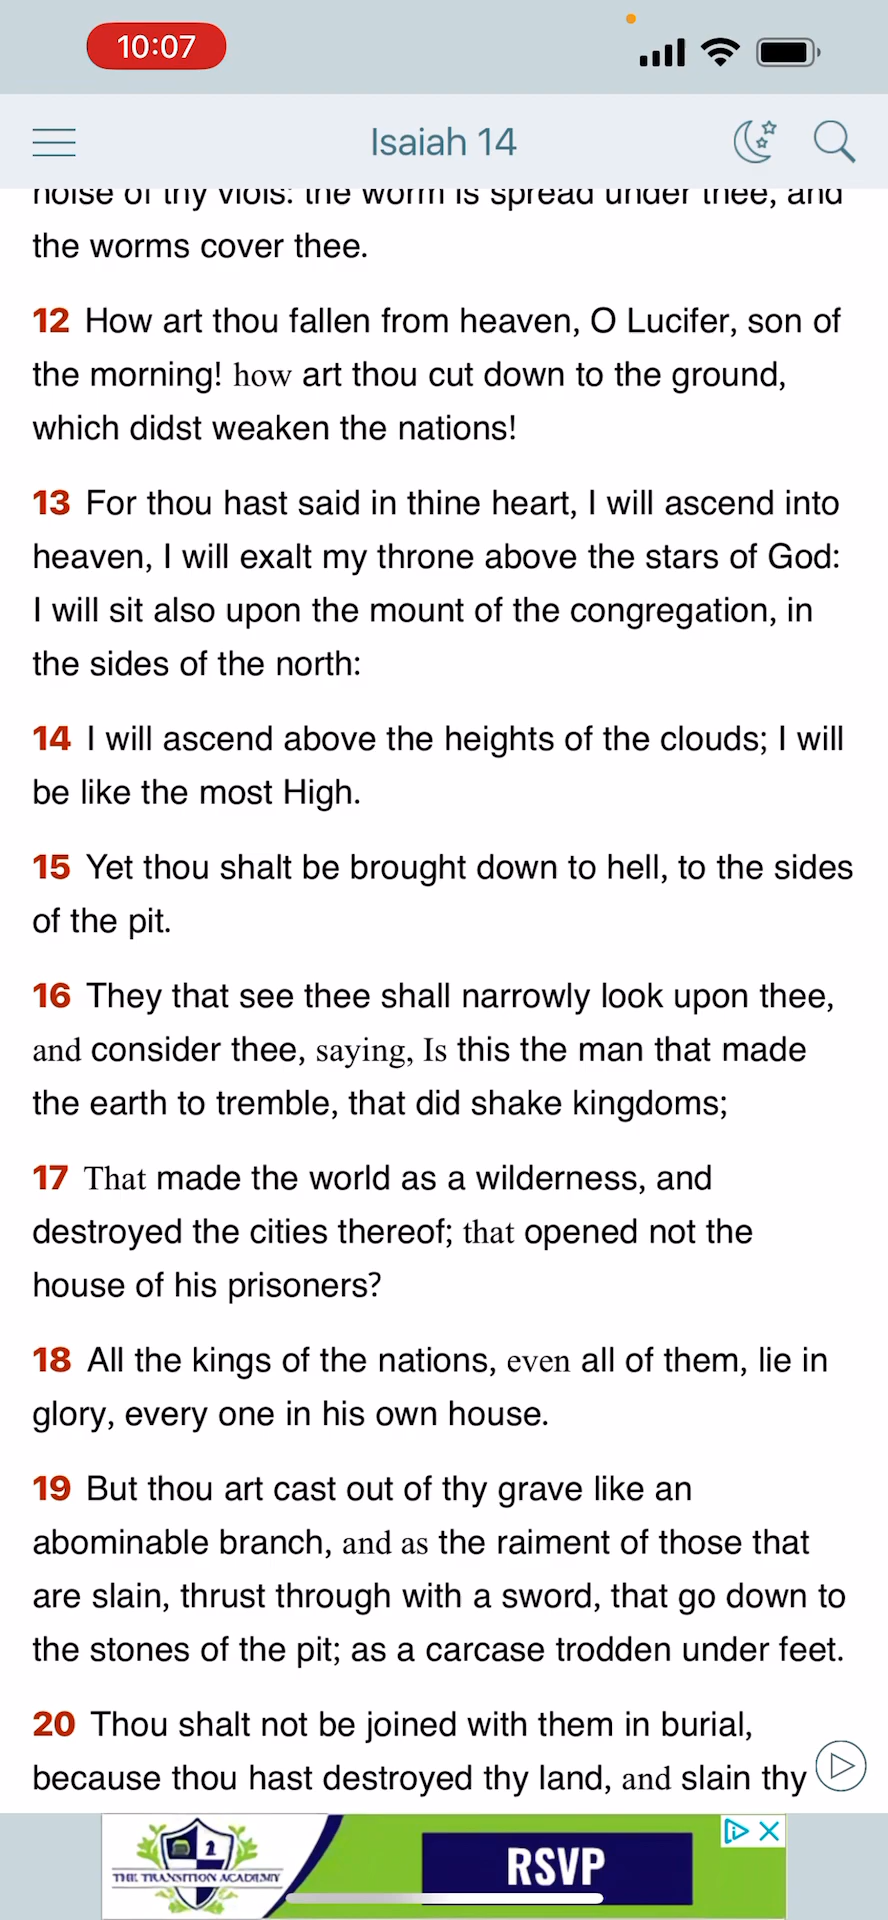 10:07
Isaiah 14
noise of thy viols: the worm is spread under thee, and
the worms cover thee.
12 How art thou fallen from heaven, O Lucifer, son of
the morning! how art thou cut down to the ground,
which didst weaken the nations!
13 For thou hast said in thine heart, I will ascend into
heaven, I will exalt my throne above the stars of God:
I will sit also upon the mount of the congregation, in
the sides of the north:
14 I will ascend above the heights of the clouds; I will
be like the most High.
15 Yet thou shalt be brought down to hell, to the sides
of the pit.
16 They that see thee shall narrowly look upon thee,
and consider thee, saying, Is this the man that made
the earth to tremble, that did shake kingdoms;
17 That made the world as a wilderness, and
destroyed the cities thereof; that opened not the
house of his prisoners?
18 All the kings of the nations, even all of them, lie in
glory, every one in his own house.
19 But thou art cast out of thy grave like an
abominable branch, and as the raiment of those that
are slain, thrust through with a sword, that go down to
the stones of the pit; as a carcase trodden under feet.
20 Thou shalt not be joined with them in burial,
because thou hast destroyed thy land, and slain thy
THE TRANSITION ACADEMY
RSVP